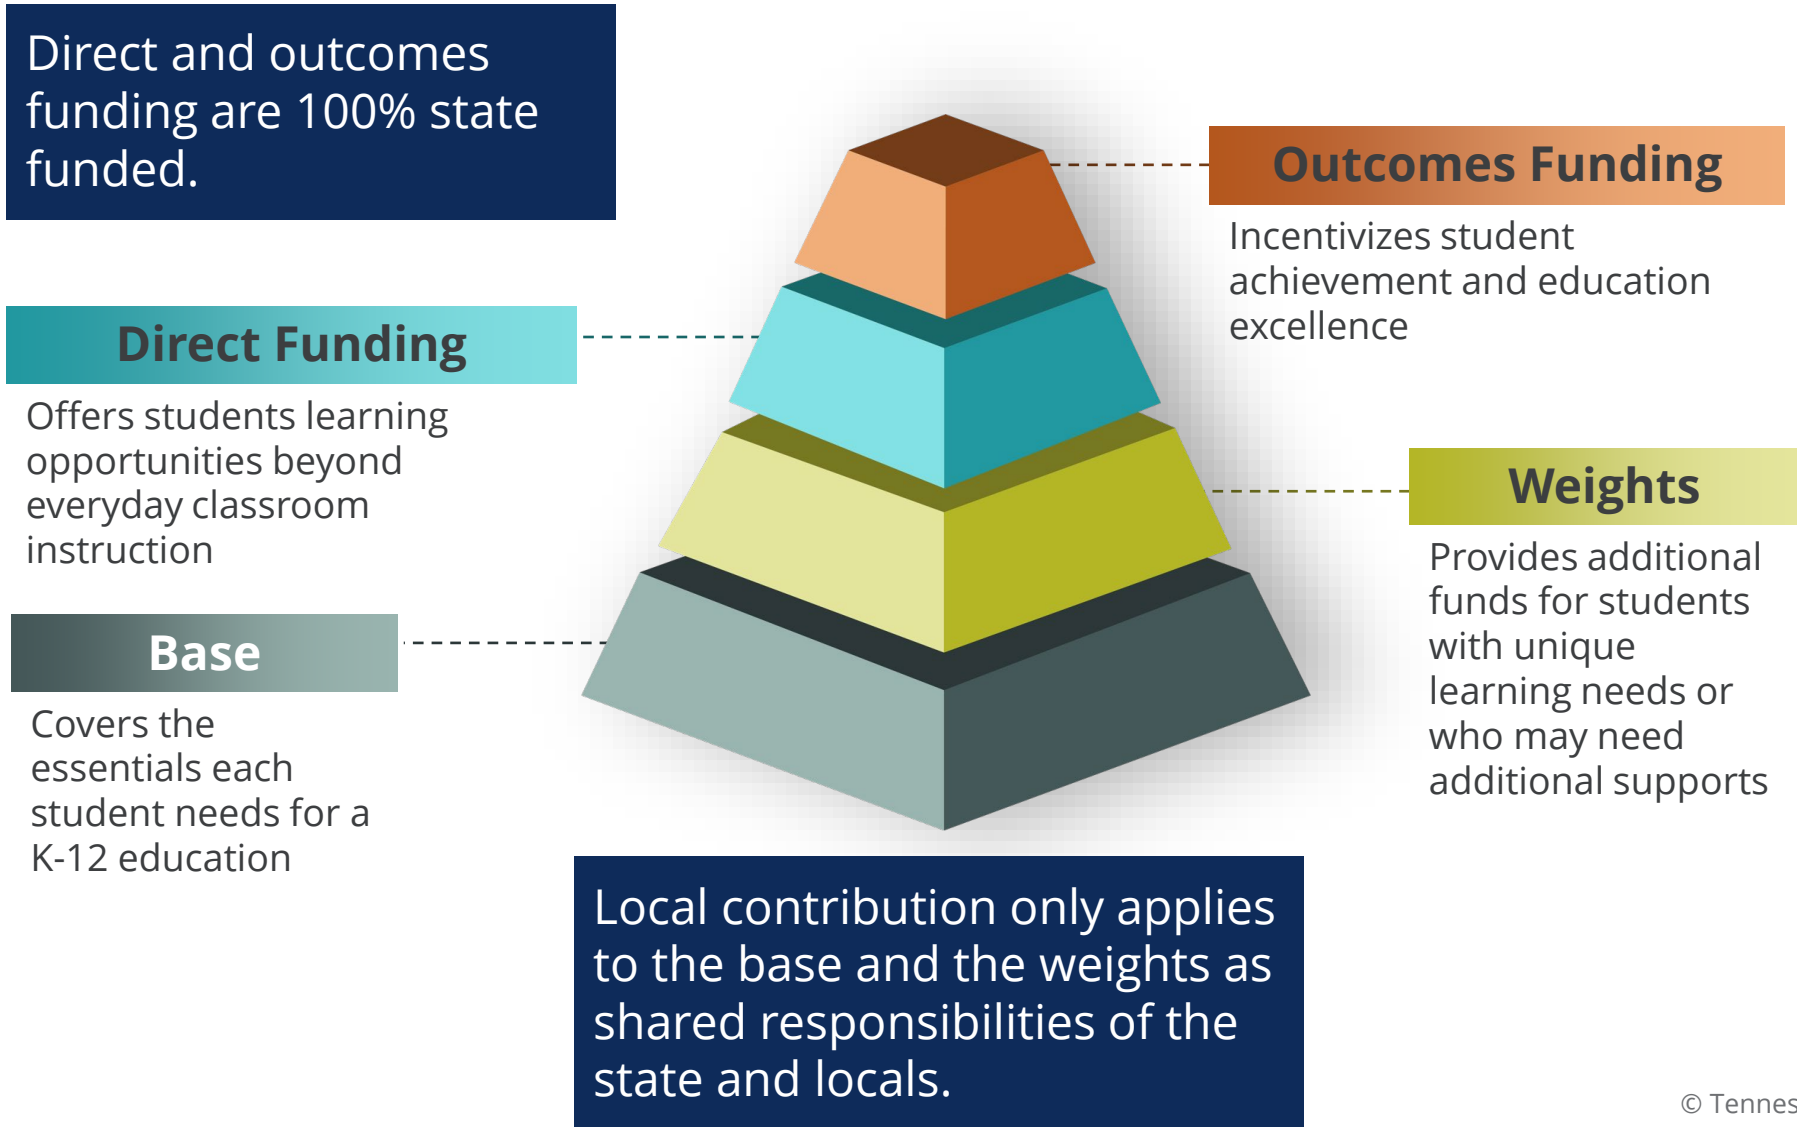 Direct and outcomes
funding are 100% state
funded.
Outcomes Funding
Incentivizes student
achievement and education
excellence
Direct Funding
Offers students learning
opportunities beyond
everyday classroom
instruction
Weights
Provides additional
funds for students
with unique
learning needs or
who may need
additional supports
Base
Covers the
essentials each
student needs for a
K-12 education
Local contribution only applies
to the base and the weights as
shared responsibilities of the
state and locals.
© Tennes